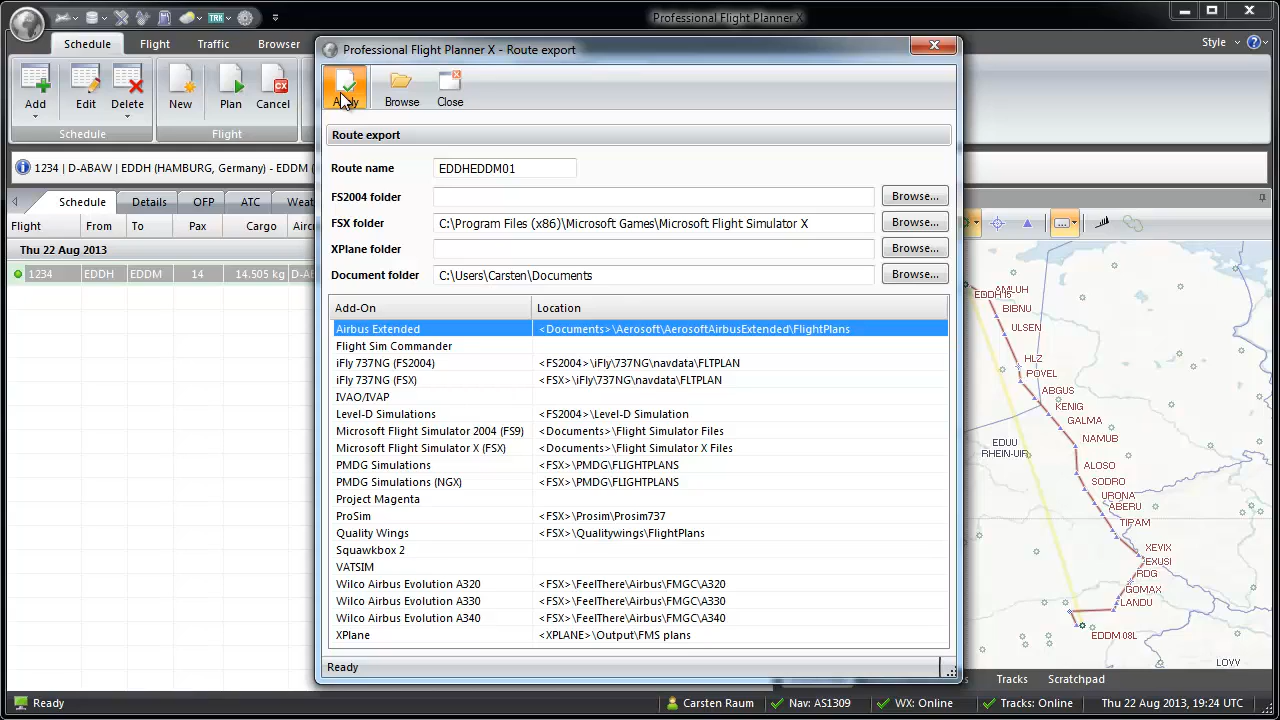 Professional Flight Planner X
Schedule Flight Traffic Browser Style
Add Edit Delete New Plan Cancel
Schedule Flight
1234 | D-ABAW | EDDH (HAMBURG, Germany) - EDDM (
Schedule Details OFP ATC
Flight From To Pax Cargo
Thu 22 Aug 2013
1234 EDDH EDDM 14 14.505 kg
Professional Flight Planner X - Route export
Apply Browse Close
Route export
Route name EDDHEDDM01
FS2004 folder Browse...
FSX folder C:\Program Files (x86)\Microsoft Games\Microsoft Flight Simulator X Browse...
XPlane folder Browse...
Document folder C:\Users\Carsten\Documents Browse...
Add-On Location
Airbus Extended <Documents>\Aerosoft\AerosoftAirbusExtended\FlightPlans
Flight Sim Commander
iFly 737NG (FS2004) <FS2004>\iFly\737NG\navdata\FLTPLAN
iFly 737NG (FSX) <FSX>\iFly\737NG\navdata\FLTPLAN
IVAO/IVAP
Level-D Simulations <FS2004>\Level-D Simulation
Microsoft Flight Simulator 2004 (FS9) <Documents>\Flight Simulator Files
Microsoft Flight Simulator X (FSX) <Documents>\Flight Simulator X Files
PMDG Simulations <FSX>\PMDG\FLIGHTPLANS
PMDG Simulations (NGX) <FSX>\PMDG\FLIGHTPLANS
Project Magenta
ProSim <FSX>\Prosim\Prosim737
Quality Wings <FSX>\Qualitywings\FlightPlans
Squawkbox 2
VATSIM
Wilco Airbus Evolution A320 <FSX>\FeelThere\Airbus\FMGC\A320
Wilco Airbus Evolution A330 <FSX>\FeelThere\Airbus\FMGC\A330
Wilco Airbus Evolution A340 <FSX>\FeelThere\Airbus\FMGC\A340
XPlane <XPLANE>\Output\FMS plans
Ready
AMLUH
EDDH 15
BIBNU
ULSEN
HLZ
POVEL
ABGUS
KENIG
GALMA
NAMUB
EDUU
RHEIN-UIR
ALOSO
SODRO
URONA
ABERU
TIPAM
XEVIX
EXUSI
RDG
GOMAX
LANDU
EDDM 08L
LOVV
Tracks Scratchpad
Ready Carsten Raum Nav: AS1309 WX: Online Tracks: Online Thu 22 Aug 2013, 19:24 UTC